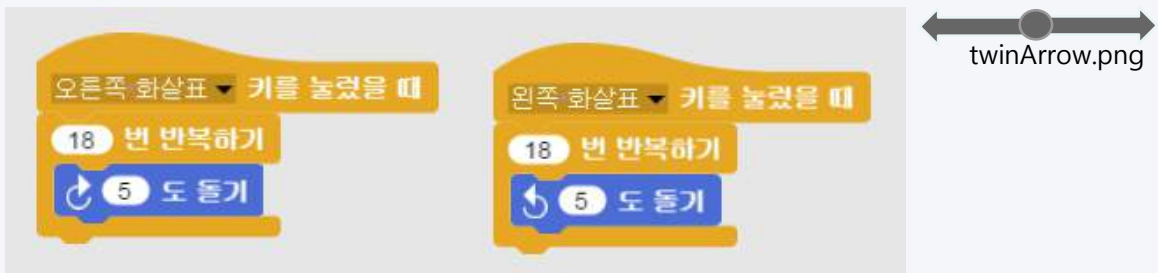 오른쪽 화살표 키를 눌렀을 때
18 번 반복하기
5 도 돌기
왼쪽 화살표 키를 눌렀을 때
18 번 반복하기
5 도 돌기
twinArrow.png